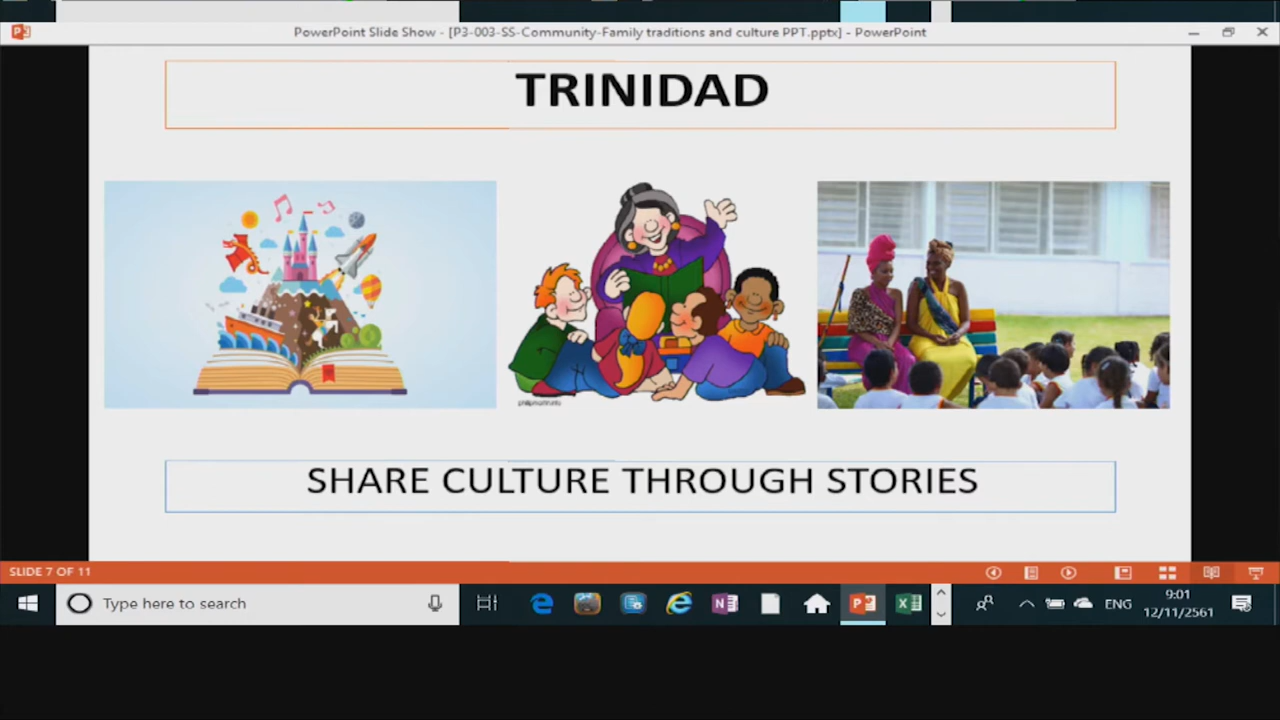 PowerPoint Slide Show - [P3-003-SS-Community-Family traditions and culture PPT.pptx] - PowerPoint
TRINIDAD
SHARE CULTURE THROUGH STORIES
SLIDE 7 OF 11
Type here to search
ENG
9:01
12/11/2561